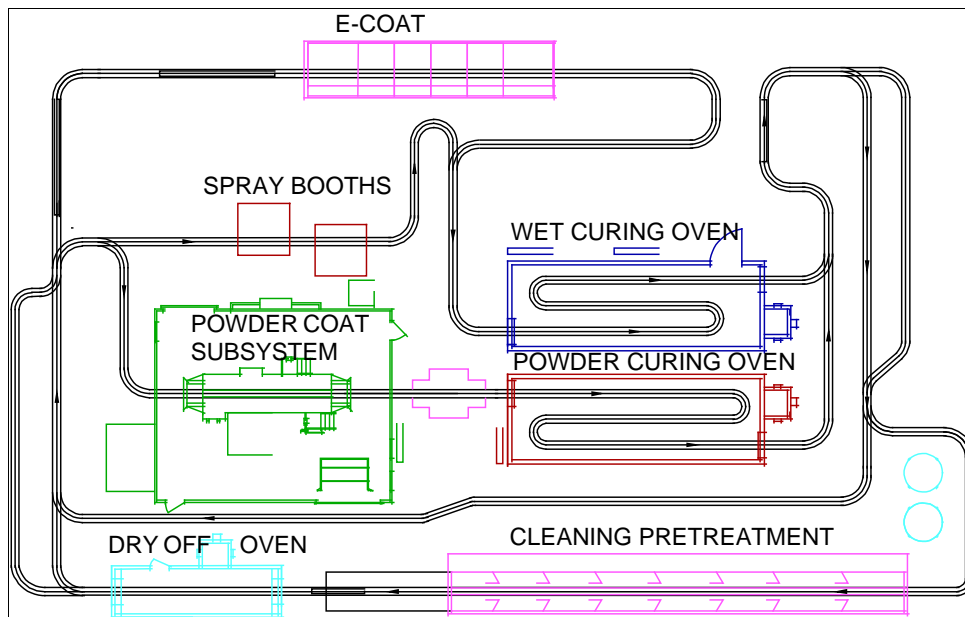 E-COAT
SPRAY BOOTHS
WET CURING OVEN
POWDER COAT
SUBSYSTEM
POWDER CURING OVEN
DRY OFF OVEN
CLEANING PRETREATMENT